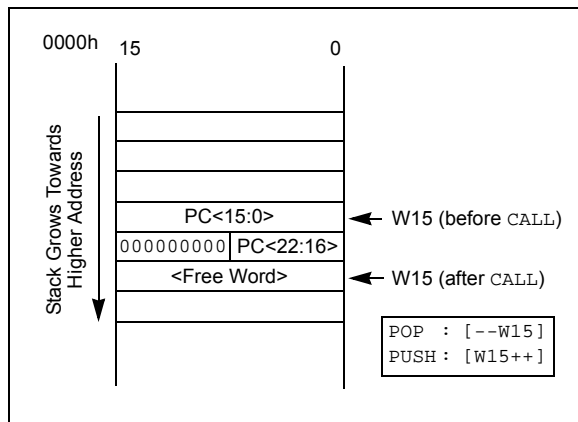 0000h
15 0
Stack Grows Towards
Higher Address
PC<15:0>
W15 (before CALL)
000000000 PC<22:16>
<Free Word>
W15 (after CALL)
POP : [--W15]
PUSH : [W15++]